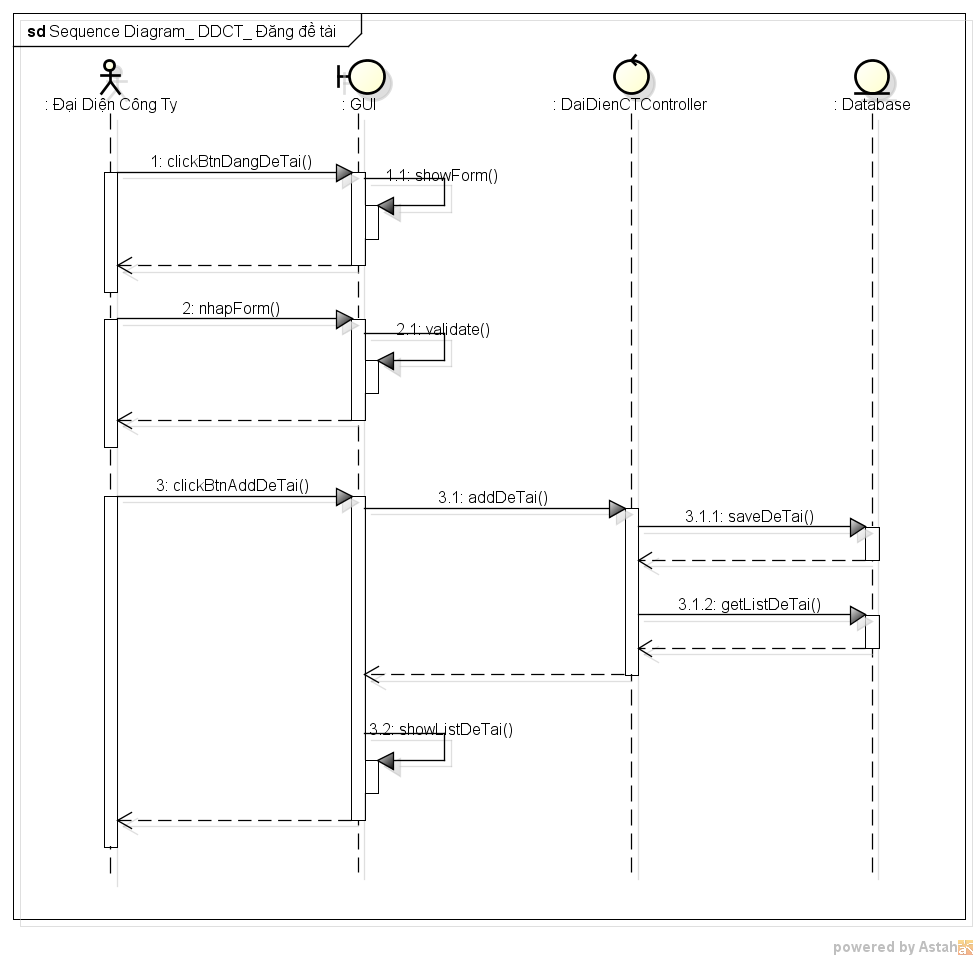 sd Sequence Diagram_ DDCT_ Đăng đề tài
: Đại Diện Công Ty
: GUI
: DaiDienCTController
: Database
1: clickBtnDangDeTai()
1.1: showForm()
2: nhapForm()
2.1: validate()
3: clickBtnAddDeTai()
3.1: addDeTai()
3.1.1: saveDeTai()
3.1.2: getListDeTai()
3.2: showListDeTai()
powered by Astah